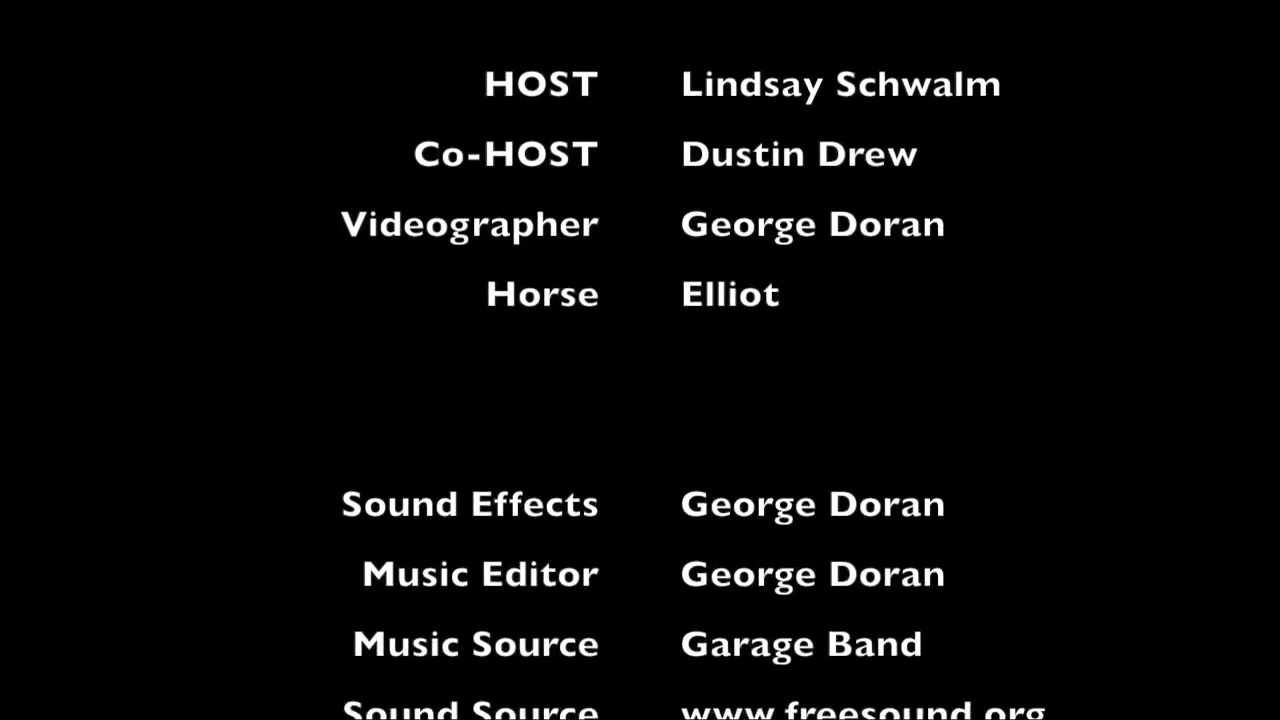 HOST Lindsay Schwalm
Co-HOST Dustin Drew
Videographer George Doran
Horse Elliot
Sound Effects George Doran
Music Editor George Doran
Music Source Garage Band
Sound Source www.freesound.org